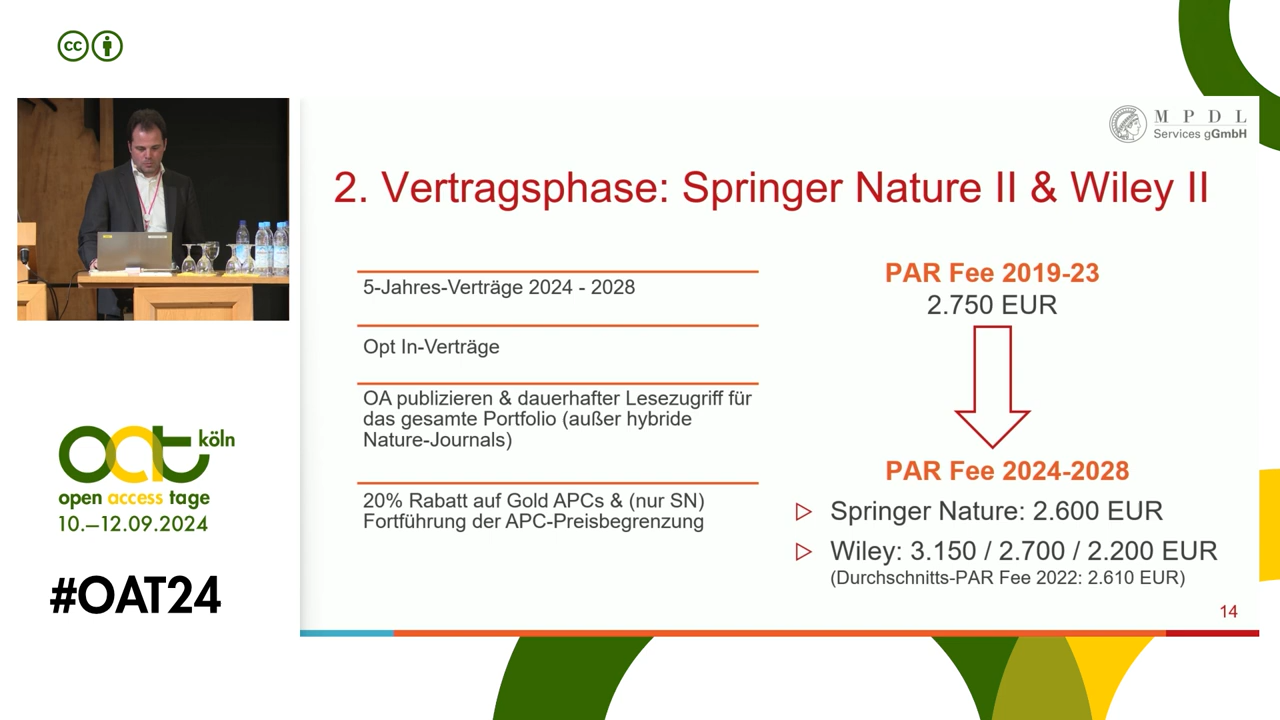 cc
M P D L
Services gGmbH
2. Vertragsphase: Springer Nature II & Wiley II
5-Jahres-Verträge 2024 - 2028
Opt In-Verträge
OA publizieren & dauerhafter Lesezugriff für
das gesamte Portfolio (außer hybride
Nature-Journals)
20% Rabatt auf Gold APCs & (nur SN)
Fortführung der APC-Preisbegrenzung
PAR Fee 2019-23
2.750 EUR
PAR Fee 2024-2028
Springer Nature: 2.600 EUR
Wiley: 3.150 / 2.700 / 2.200 EUR
(Durchschnitts-PAR Fee 2022: 2.610 EUR)
14
oat köln
open access tage
10.–12.09.2024
#OAT24